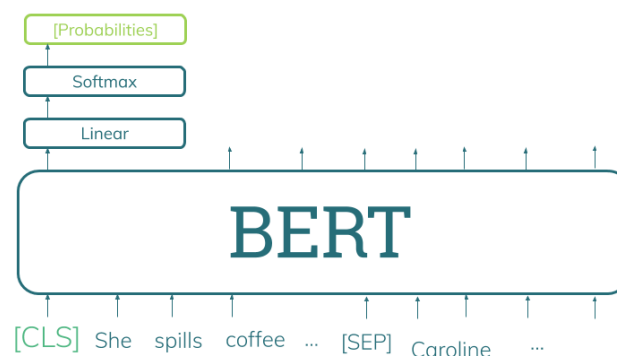 [Probabilities]
Softmax
Linear
BERT
[CLS] She spills coffee ... [SEP] Caroline ...